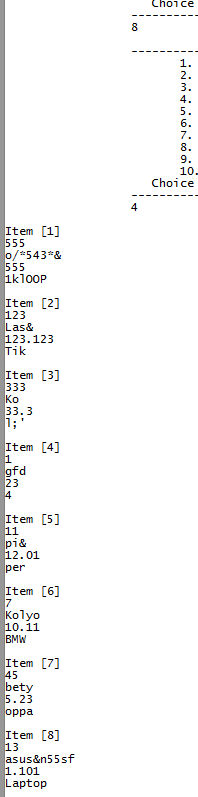 Choice
----------
8
----------
1.
2.
3.
4.
5.
6.
7.
8.
9.
10.
Choice
----------
4
Item [1]
555
o/*543*&
555
1klOOP
Item [2]
123
Las&
123.123
Tik
Item [3]
333
Ko
33.3
l;'
Item [4]
1
gfd
23
4
Item [5]
11
pi&
12.01
per
Item [6]
7
Kolyo
10.11
BMW
Item [7]
45
bety
5.23
oppa
Item [8]
13
asus&n55sf
1.101
Laptop